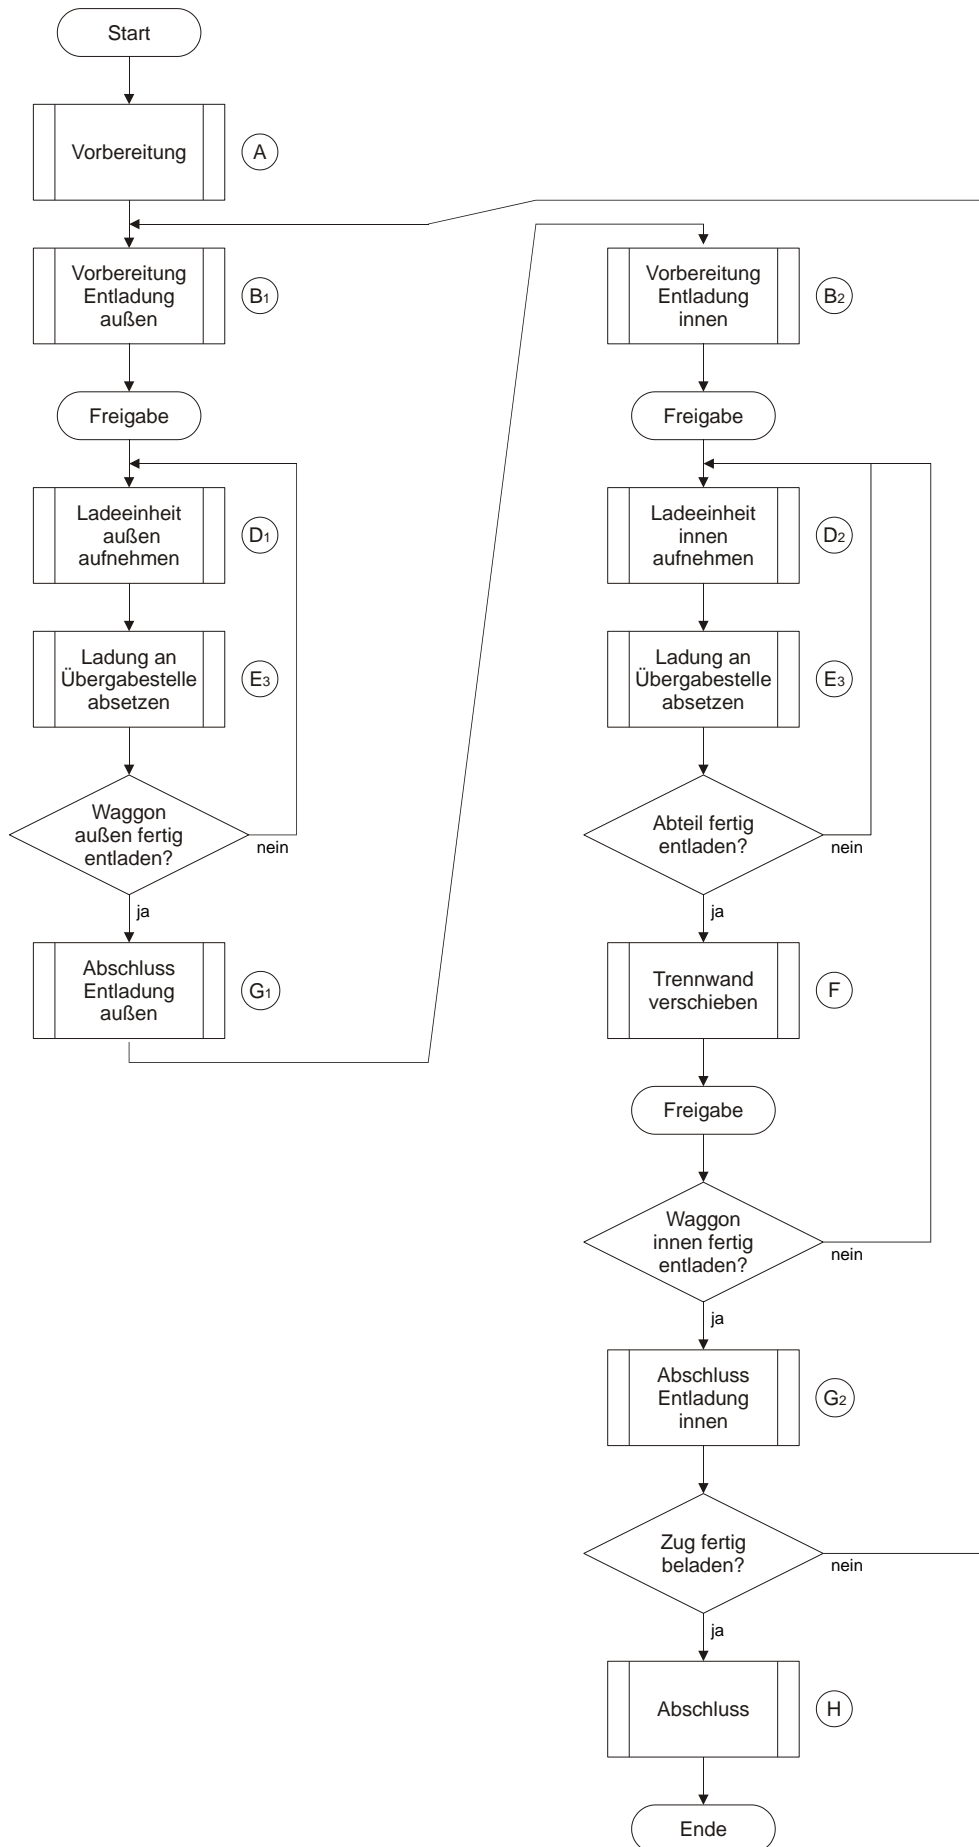 Start
Vorbereitung
A
Vorbereitung
Entladung
außen
B1
Freigabe
Ladeeinheit
außen
aufnehmen
D1
Ladung an
Übergabestelle
absetzen
E3
Waggon
außen fertig
entladen?
nein
ja
Abschluss
Entladung
außen
G1
Vorbereitung
Entladung
innen
B2
Freigabe
Ladeeinheit
innen
aufnehmen
D2
Ladung an
Übergabestelle
absetzen
E3
Abteil fertig
entladen?
nein
ja
Trennwand
verschieben
F
Freigabe
Waggon
innen fertig
entladen?
nein
ja
Abschluss
Entladung
innen
G2
Zug fertig
beladen?
nein
ja
Abschluss
H
Ende